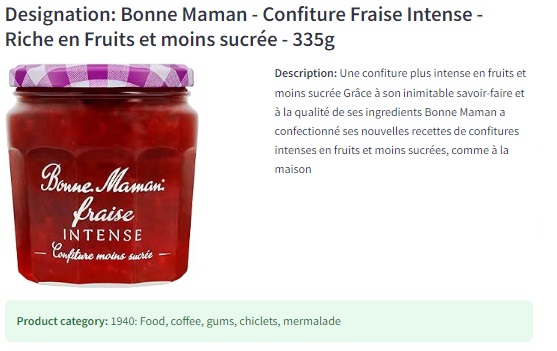 Designation: Bonne Maman - Confiture Fraise Intense -
Riche en Fruits et moins sucrée - 335g
Description: Une confiture plus intense en fruits et
moins sucrée Grâce à son inimitable savoir-faire et
à la qualité de ses ingredients Bonne Maman a
confectionné ses nouvelles recettes de confitures
intenses en fruits et moins sucrées, comme à la
maison
Bonne Maman
fraise
INTENSE
Confiture moins sucrée
Product category: 1940: Food, coffee, gums, chiclets, mermalade